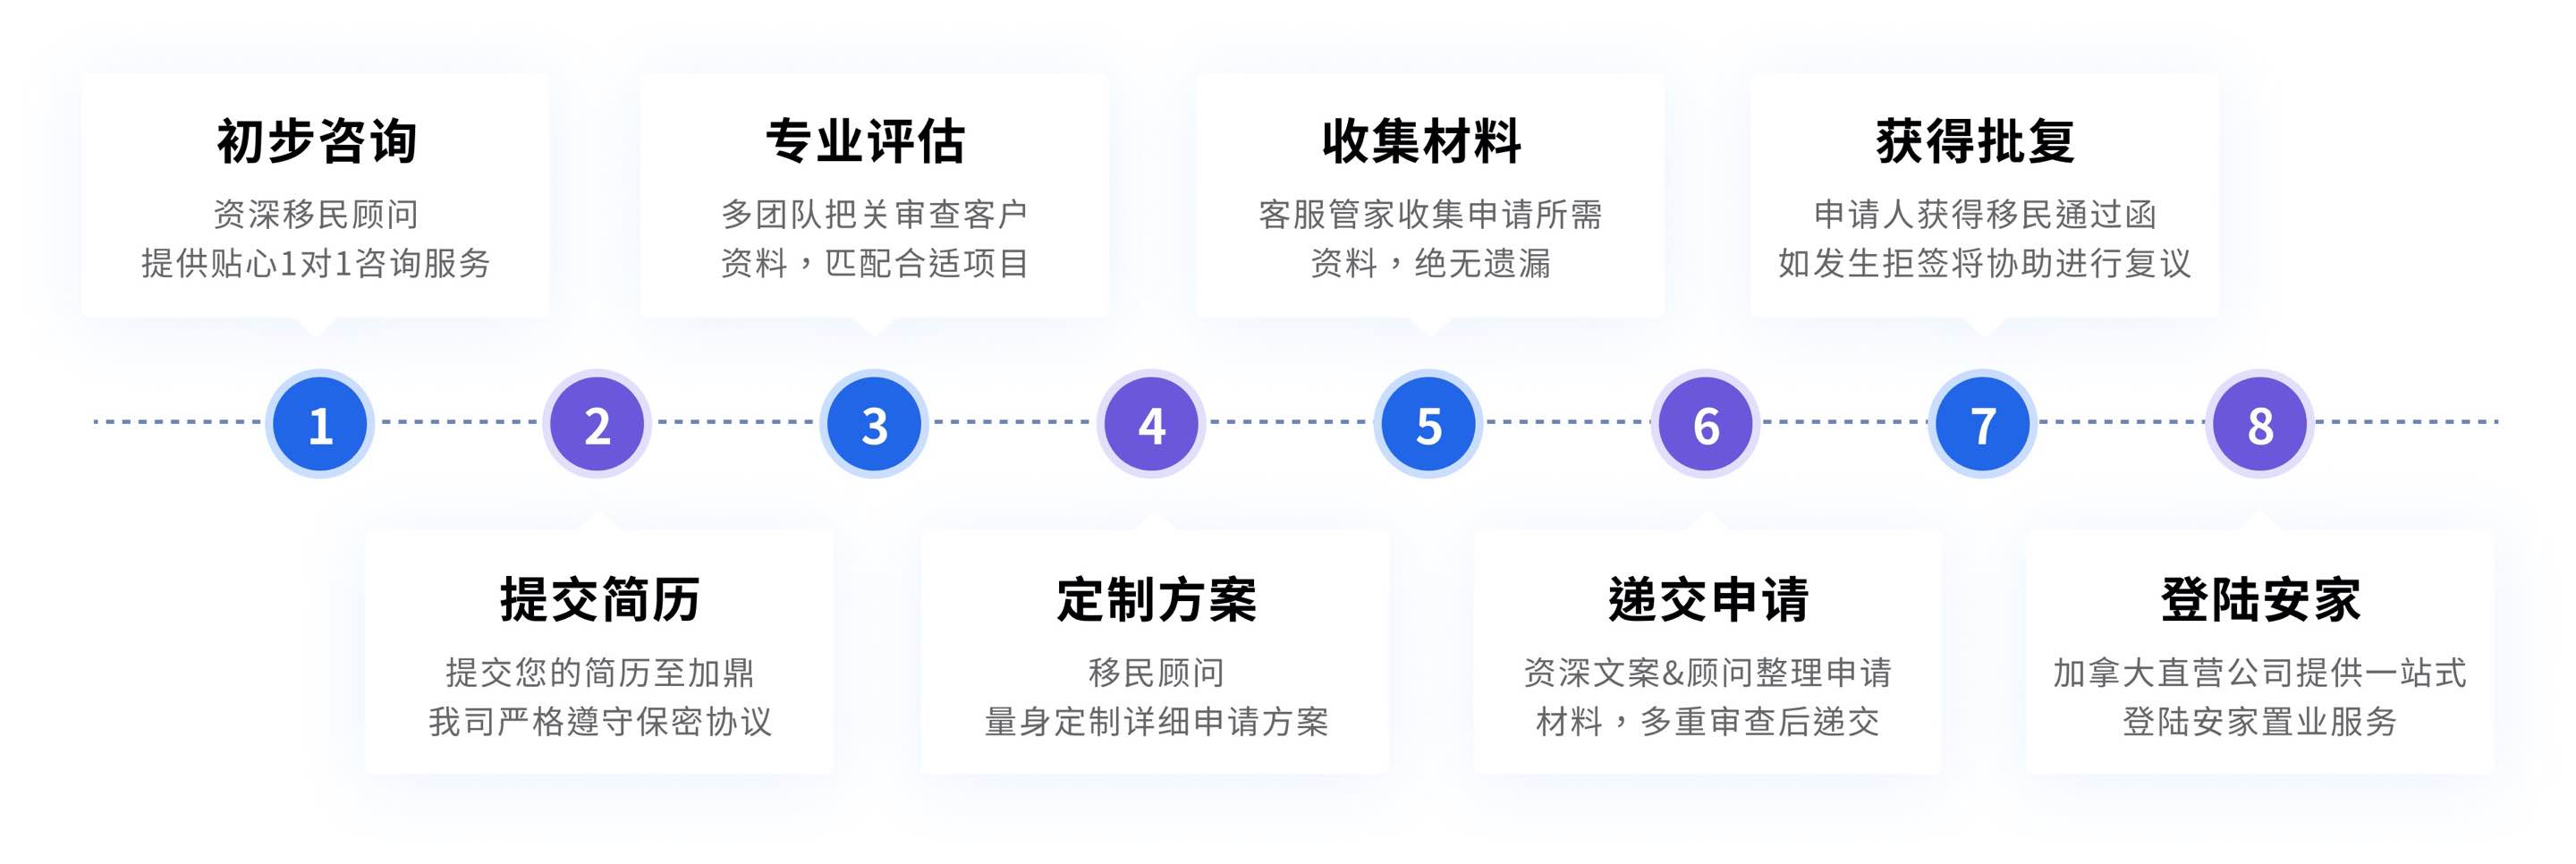 初步咨询
资深移民顾问
提供贴心1对1咨询服务
专业评估
多团队把关审查客户
资料，匹配合适项目
收集材料
客服管家收集申请所需
资料，绝无遗漏
获得批复
申请人获得移民通过函
如发生拒签将协助进行复议
1
2
3
4
5
6
7
8
提交简历
提交您的简历至加鼎
我司严格遵守保密协议
定制方案
移民顾问
量身定制详细申请方案
递交申请
资深文案&顾问整理申请
材料，多重审查后递交
登陆安家
加拿大直营公司提供一站式
登陆安家置业服务